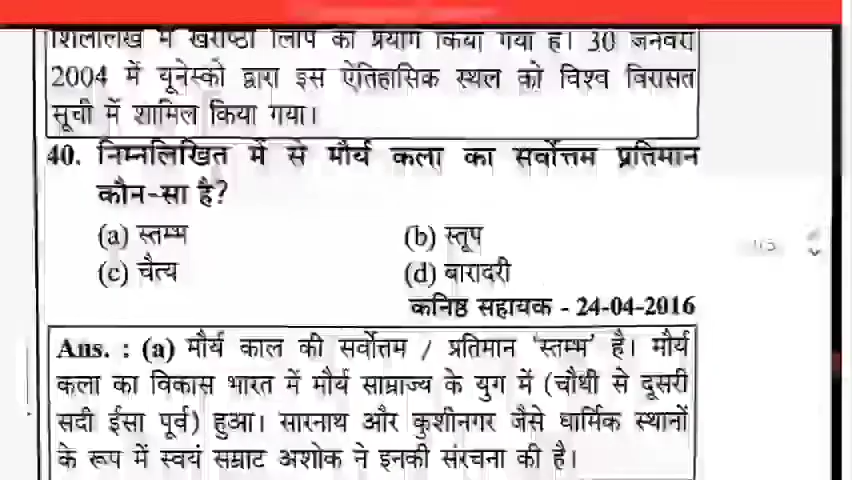 शिलालेख में खरोष्ठी लिपि का प्रयोग किया गया है। 30 जनवरी
2004 में यूनेस्को द्वारा इस ऐतिहासिक स्थल को विश्व विरासत
सूची में शामिल किया गया।
40. निम्नलिखित में से मौर्य कला का सर्वोत्तम प्रतिमान
कौन-सा है?
(a) स्तम्भ (b) स्तूप
(c) चैत्य (d) बारादरी
कनिष्ठ सहायक - 24-04-2016
Ans. : (a) मौर्य काल की सर्वोत्तम / प्रतिमान 'स्तम्भ' है। मौर्य
कला का विकास भारत में मौर्य साम्राज्य के युग में (चौथी से दूसरी
सदी ईसा पूर्व) हुआ। सारनाथ और कुशीनगर जैसे धार्मिक स्थानों
के रूप में स्वयं सम्राट अशोक ने इनकी संरचना की है।